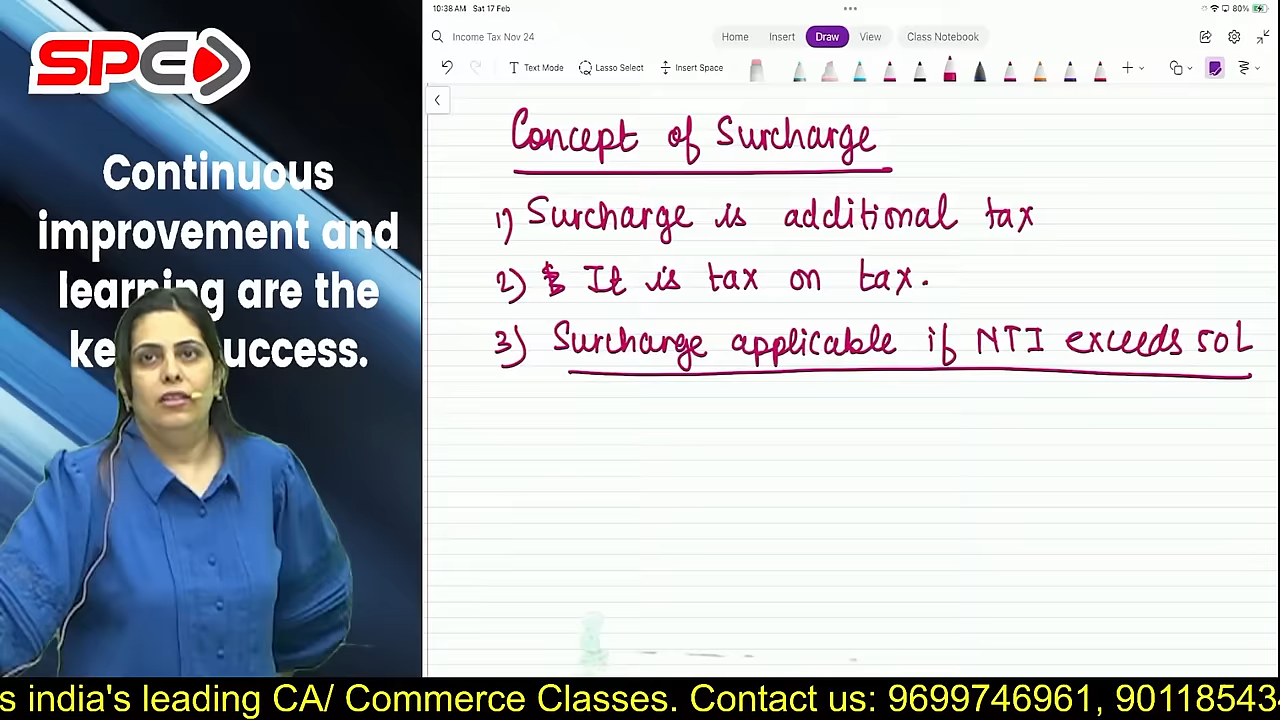 10:38 AM Sat 17 Feb
80%
Income Tax Nov 24
Home Insert Draw View Class Notebook
Text Mode Lasso Select Insert Space
SPC
Continuous
improvement and
learning are the
success.
Concept of Surcharge
1) Surcharge is additional tax
2) It is tax on tax.
3) Surcharge applicable if NTI exceeds 50L
s india's leading CA/ Commerce Classes. Contact us: 9699746961, 90118543